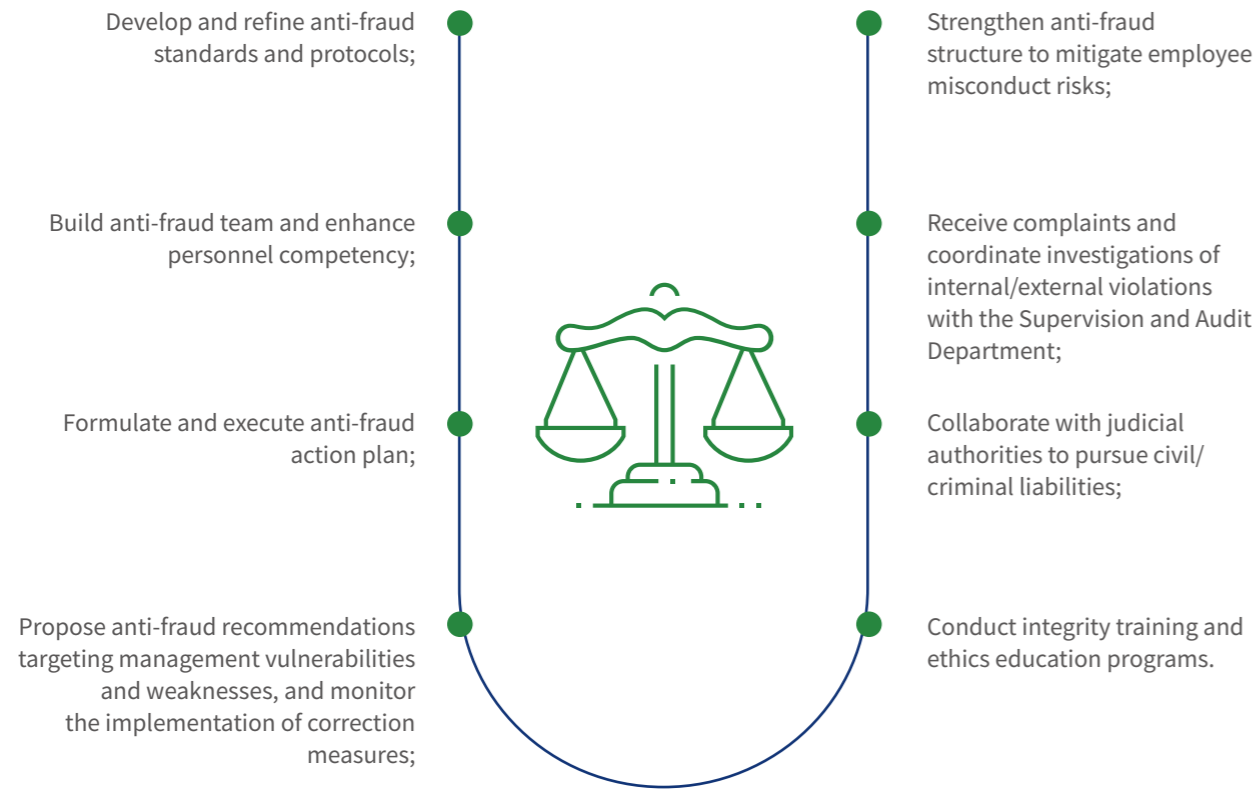 Develop and refine anti-fraud
standards and protocols;
Build anti-fraud team and enhance
personnel competency;
Formulate and execute anti-fraud
action plan;
Propose anti-fraud recommendations
targeting management vulnerabilities
and weaknesses, and monitor
the implementation of correction
measures;
Strengthen anti-fraud
structure to mitigate employee
misconduct risks;
Receive complaints and
coordinate investigations of
internal/external violations
with the Supervision and Audit
Department;
Collaborate with judicial
authorities to pursue civil/
criminal liabilities;
Conduct integrity training and
ethics education programs.